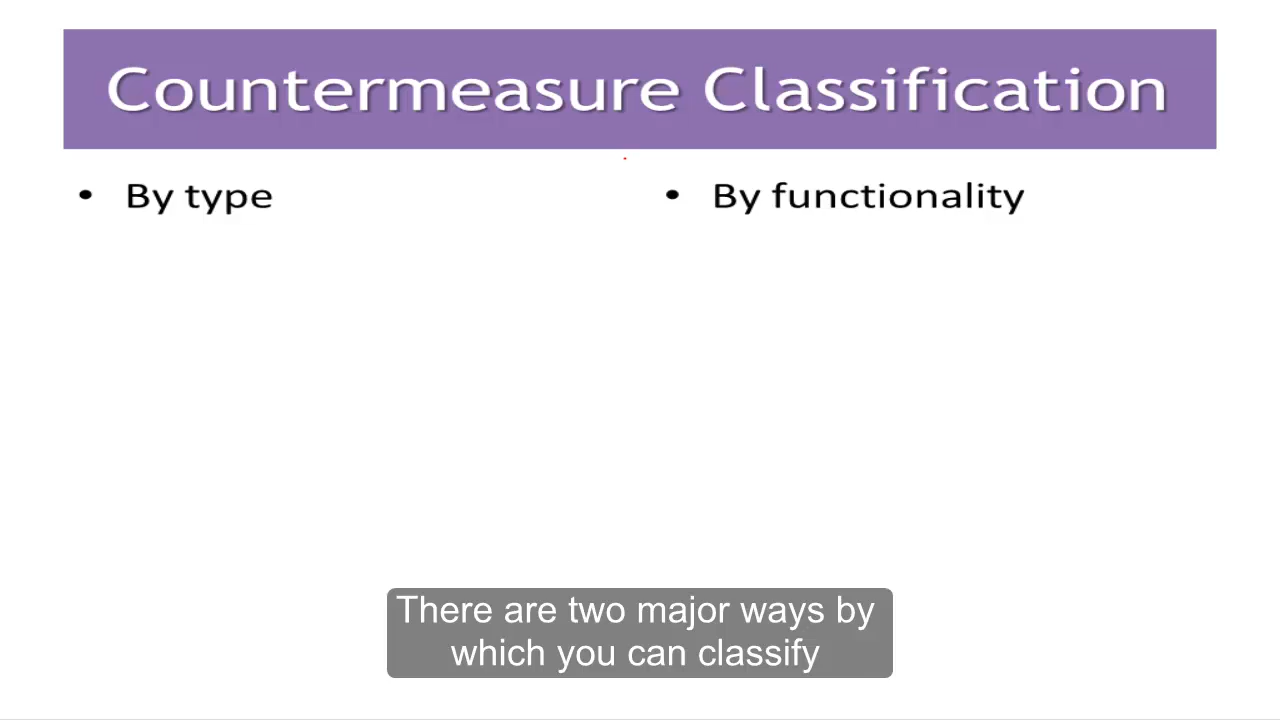 Countermeasure Classification
• By type
• By functionality
There are two major ways by
which you can classify